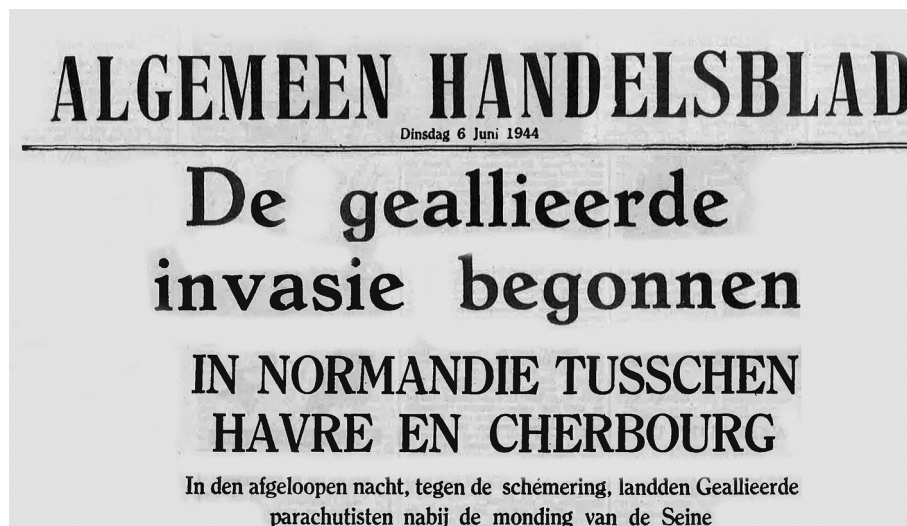 ALGEMEEN HANDELSBLAD
Dinsdag 6 Juni 1944
De geallieerde
invasie begonnen
IN NORMANDIE TUSSCHEN
HAVRE EN CHERBOURG
In den afgeloopen nacht, tegen de schemering, landden Geallieerde
parachutisten nabij de monding van de Seine